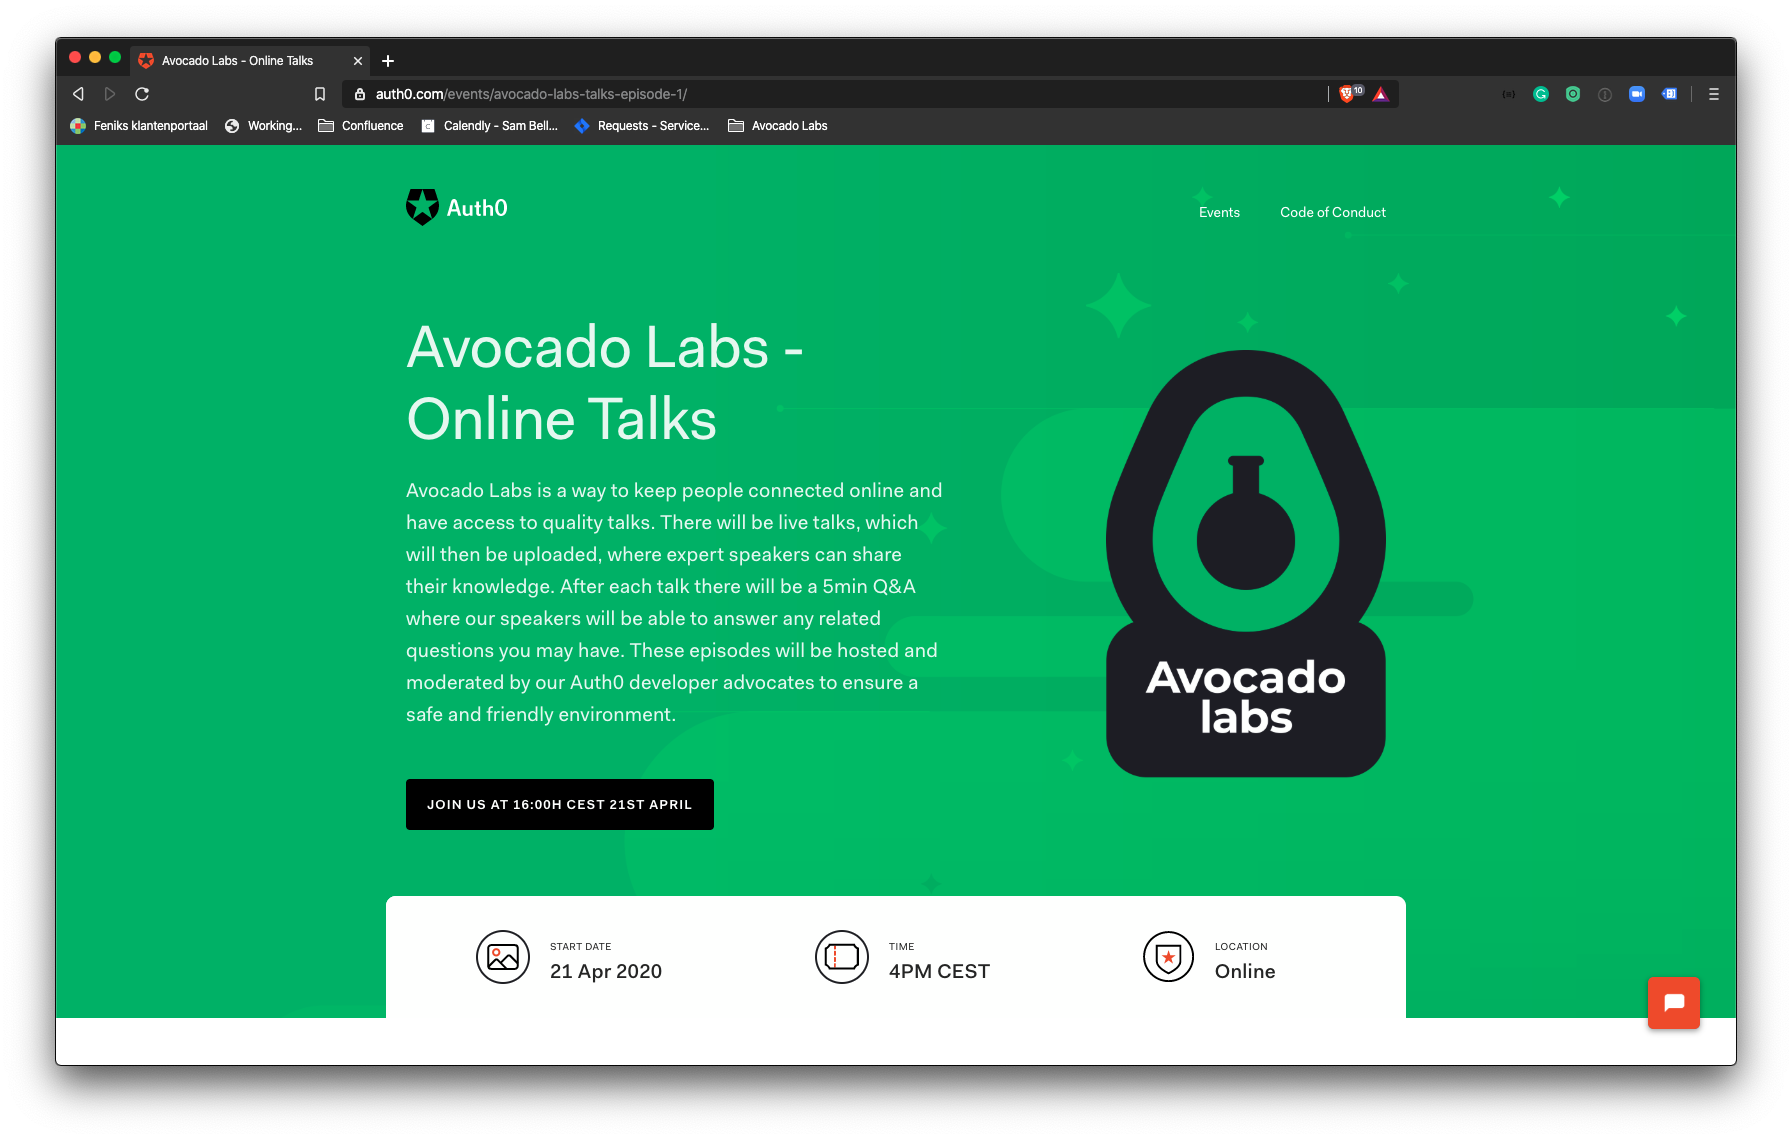 Avocado Labs - Online Talks
auth0.com/events/avocado-labs-talks-episode-1/
10
Feniks klantenportaal
Working...
Confluence
Calendly - Sam Bell...
Requests - Service...
Avocado Labs
Auth0
Events
Code of Conduct
Avocado Labs -
Online Talks
Avocado Labs is a way to keep people connected online and
have access to quality talks. There will be live talks, which
will then be uploaded, where expert speakers can share
their knowledge. After each talk there will be a 5min Q&A
where our speakers will be able to answer any related
questions you may have. These episodes will be hosted and
moderated by our Auth0 developer advocates to ensure a
safe and friendly environment.
JOIN US AT 16:00H CEST 21ST APRIL
Avocado
labs
START DATE
21 Apr 2020
TIME
4PM CEST
LOCATION
Online